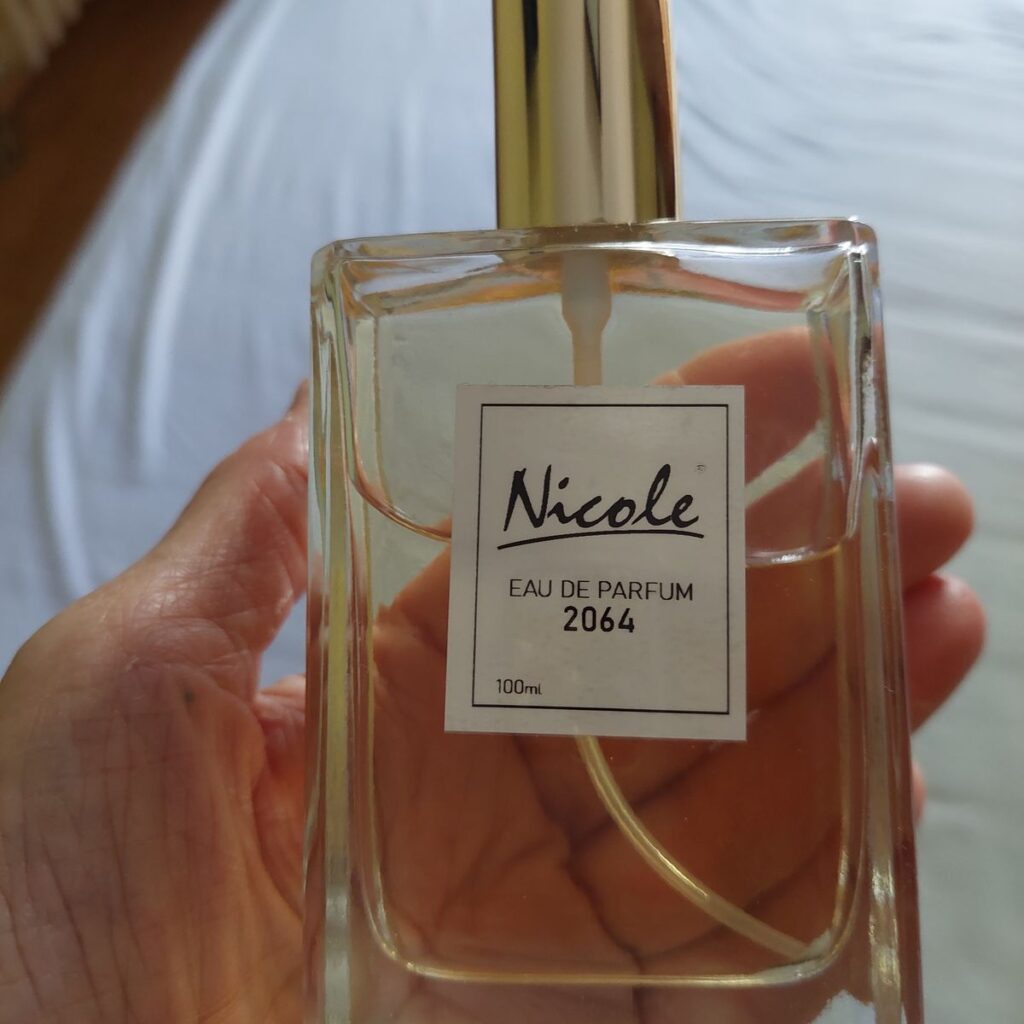 Nicole®
EAU DE PARFUM
2064
100ml